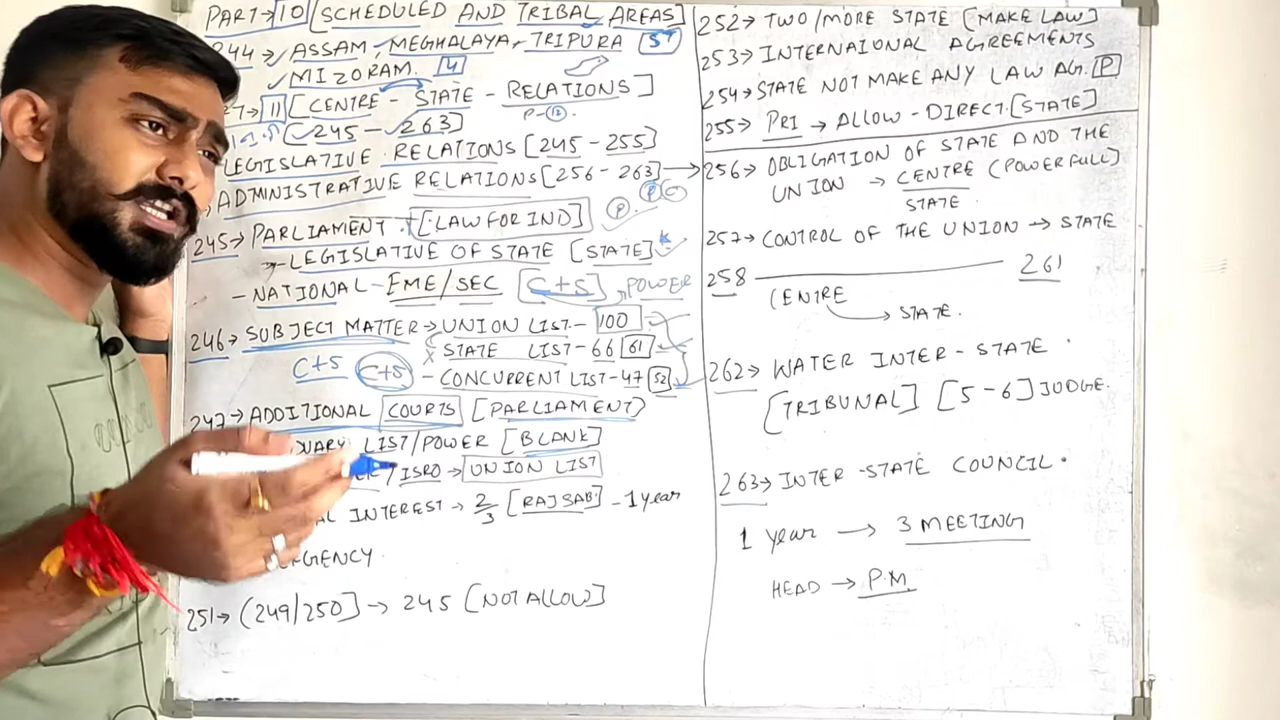 PART→10 [SCHEDULED AND TRIBAL AREAS]
244→ ASSAM, MEGHALAYA, TRIPURA [5T]
MIZORAM. [4]
→11 [CENTRE - STATE - RELATIONS]
P-(12).
[245 - 263]
LEGISLATIVE RELATIONS [245 - 255]
ADMINISTRATIVE RELATIONS [256 - 263] →
245→ PARLIAMENT [LAW FOR IND] (P)
(P) (C)
- LEGISLATIVE OF STATE [STATE]
- NATIONAL - EME/SEC [C+S] → POWER
246→ SUBJECT MATTER → UNION LIST - 100
STATE LIST - 66 [61]
C+S (C+S) - CONCURRENT LIST - 47 [52]
247→ ADDITIONAL COURTS [PARLIAMENT]
LIST/POWER [BLANK]
/ISRO → UNION LIST
INTEREST → 2/3 [RAJSAB] - 1 year
GENCY.
251→ (249/250] → 245 [NOT ALLOW]
252→ TWO/MORE STATE [MAKE LAW]
253→ INTERNAIONAL AGREEMENTS
254→ STATE NOT MAKE ANY LAW AG. [P]
255→ PRI → ALLOW - DIRECT. [STATE]
256→ OBLIGATION OF STATE AND THE
UNION → CENTRE (POWERFULL]
STATE.
257→ CONTROL OF THE UNION → STATE
258 — 261
CENTRE
→ STATE.
262→ WATER INTER - STATE.
[TRIBUNAL] [5 - 6] JUDGE.
263→ INTER - STATE COUNCIL.
1 year → 3 MEETING
HEAD → P.M.